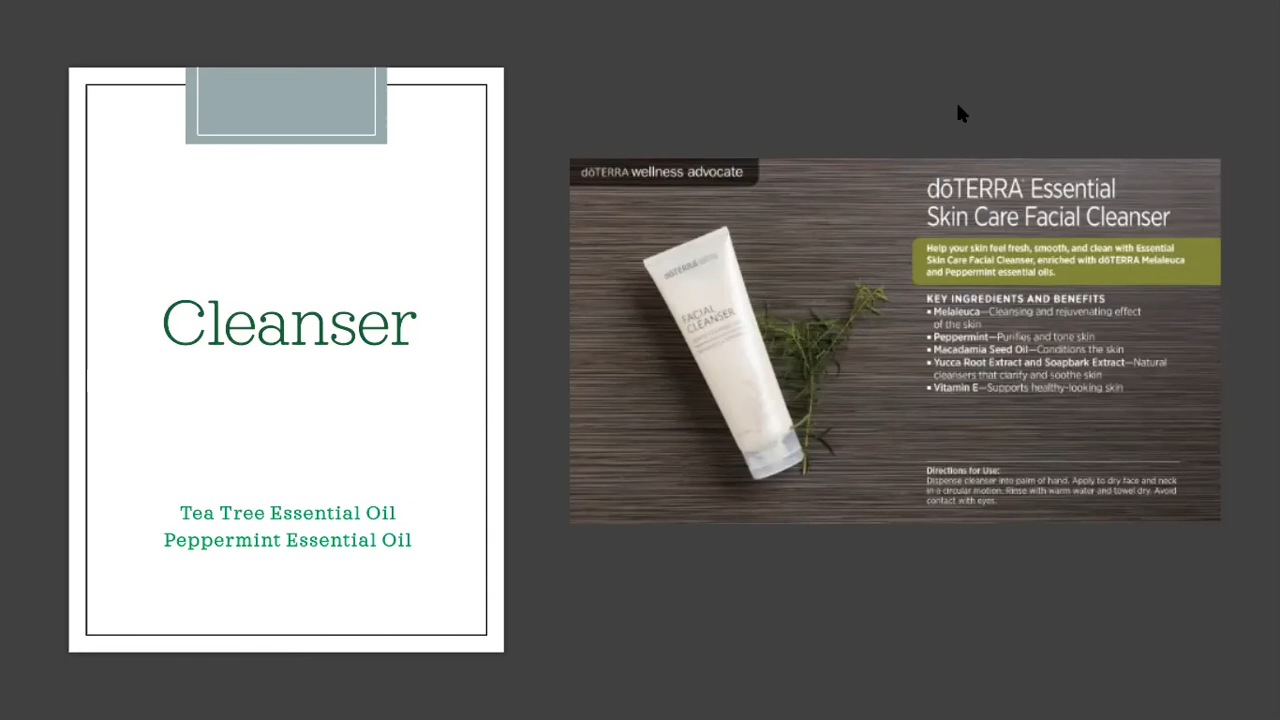 Cleanser
Tea Tree Essential Oil
Peppermint Essential Oil
dōTERRA wellness advocate
dōTERRA
FACIAL
CLEANSER
dōTERRA Essential
Skin Care Facial Cleanser
Help your skin feel fresh, smooth, and clean with Essential
Skin Care Facial Cleanser, enriched with dōTERRA Melaleuca
and Peppermint essential oils.
KEY INGREDIENTS AND BENEFITS
▪ Melaleuca—Cleansing and rejuvenating effect
of the skin
▪ Peppermint—Purifies and tone skin
▪ Macadamia Seed Oil—Conditions the skin
▪ Yucca Root Extract and Soapbark Extract—Natural
cleansers that clarify and soothe skin
▪ Vitamin E—Supports healthy-looking skin
Directions for Use:
Dispense cleanser into palm of hand. Apply to dry face and neck
in a circular motion. Rinse with warm water and towel dry. Avoid
contact with eyes.